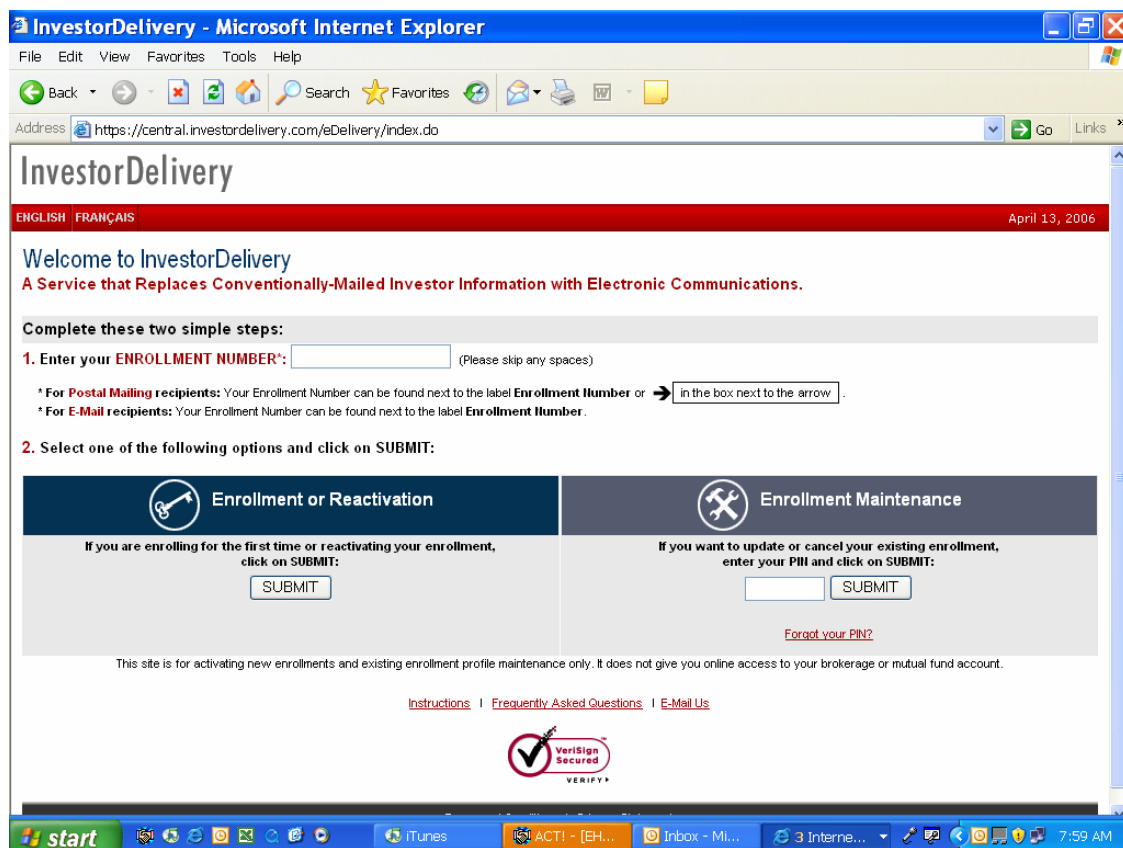 InvestorDelivery - Microsoft Internet Explorer
File Edit View Favorites Tools Help
Back Search Favorites
Address https://central.investordelivery.com/eDelivery/index.do Go Links »
InvestorDelivery
ENGLISH FRANÇAIS April 13, 2006
Welcome to InvestorDelivery
A Service that Replaces Conventionally-Mailed Investor Information with Electronic Communications.
Complete these two simple steps:
1. Enter your ENROLLMENT NUMBER*: (Please skip any spaces)
* For Postal Mailing recipients: Your Enrollment Number can be found next to the label Enrollment Number or ➔ in the box next to the arrow .
* For E-Mail recipients: Your Enrollment Number can be found next to the label Enrollment Number.
2. Select one of the following options and click on SUBMIT:
Enrollment or Reactivation
If you are enrolling for the first time or reactivating your enrollment,
click on SUBMIT:
SUBMIT
Enrollment Maintenance
If you want to update or cancel your existing enrollment,
enter your PIN and click on SUBMIT:
SUBMIT
Forgot your PIN?
This site is for activating new enrollments and existing enrollment profile maintenance only. It does not give you online access to your brokerage or mutual fund account.
Instructions | Frequently Asked Questions | E-Mail Us
VeriSign
Secured
VERIFY
start iTunes ACT! - [EH... Inbox - Mi... 3 Interne... 7:59 AM